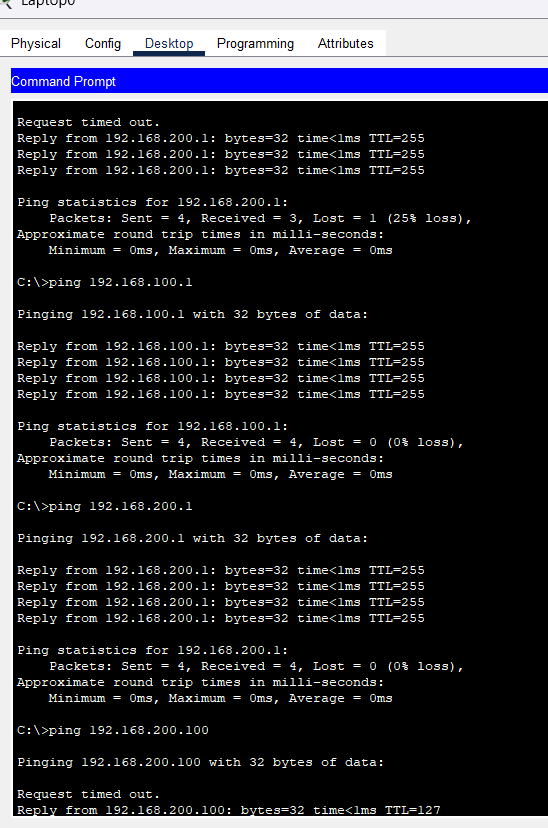 Laptop0
Physical Config Desktop Programming Attributes
Command Prompt
Request timed out.
Reply from 192.168.200.1: bytes=32 time<1ms TTL=255
Reply from 192.168.200.1: bytes=32 time<1ms TTL=255
Reply from 192.168.200.1: bytes=32 time<1ms TTL=255
Ping statistics for 192.168.200.1:
Packets: Sent = 4, Received = 3, Lost = 1 (25% loss),
Approximate round trip times in milli-seconds:
Minimum = 0ms, Maximum = 0ms, Average = 0ms
C:\>ping 192.168.100.1
Pinging 192.168.100.1 with 32 bytes of data:
Reply from 192.168.100.1: bytes=32 time<1ms TTL=255
Reply from 192.168.100.1: bytes=32 time<1ms TTL=255
Reply from 192.168.100.1: bytes=32 time<1ms TTL=255
Reply from 192.168.100.1: bytes=32 time<1ms TTL=255
Ping statistics for 192.168.100.1:
Packets: Sent = 4, Received = 4, Lost = 0 (0% loss),
Approximate round trip times in milli-seconds:
Minimum = 0ms, Maximum = 0ms, Average = 0ms
C:\>ping 192.168.200.1
Pinging 192.168.200.1 with 32 bytes of data:
Reply from 192.168.200.1: bytes=32 time<1ms TTL=255
Reply from 192.168.200.1: bytes=32 time<1ms TTL=255
Reply from 192.168.200.1: bytes=32 time<1ms TTL=255
Reply from 192.168.200.1: bytes=32 time<1ms TTL=255
Ping statistics for 192.168.200.1:
Packets: Sent = 4, Received = 4, Lost = 0 (0% loss),
Approximate round trip times in milli-seconds:
Minimum = 0ms, Maximum = 0ms, Average = 0ms
C:\>ping 192.168.200.100
Pinging 192.168.200.100 with 32 bytes of data:
Request timed out.
Reply from 192.168.200.100: bytes=32 time<1ms TTL=127